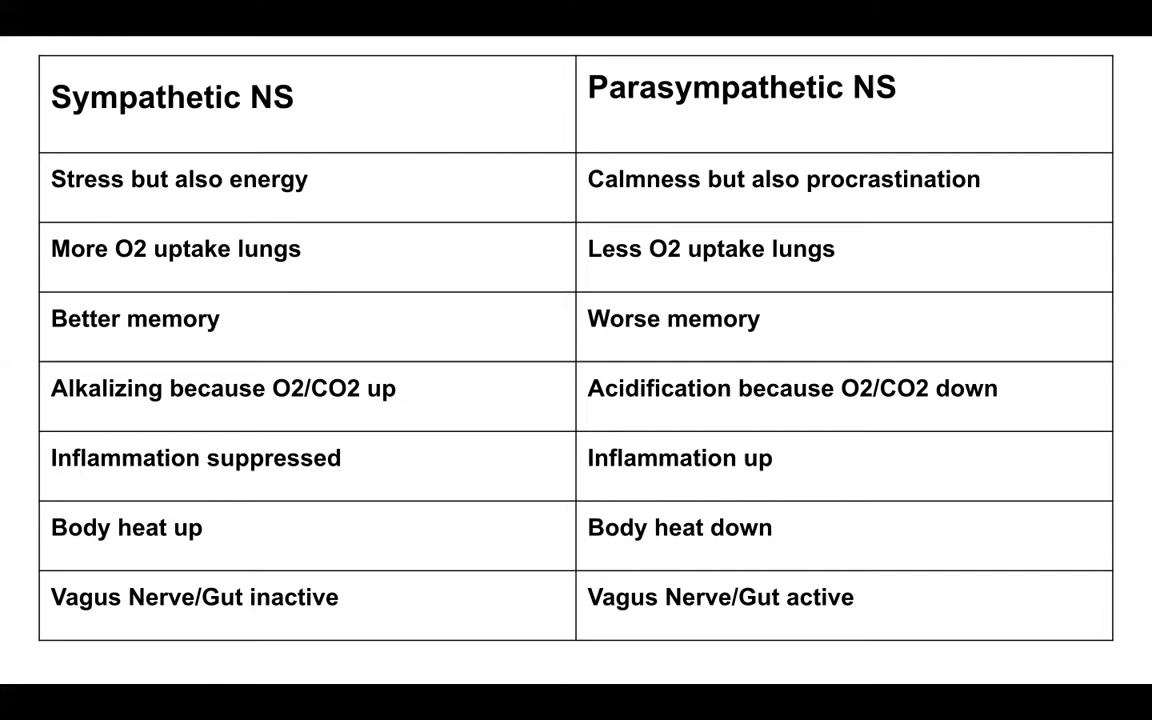 Sympathetic NS
Parasympathetic NS
Stress but also energy
Calmness but also procrastination
More O2 uptake lungs
Less O2 uptake lungs
Better memory
Worse memory
Alkalizing because O2/CO2 up
Acidification because O2/CO2 down
Inflammation suppressed
Inflammation up
Body heat up
Body heat down
Vagus Nerve/Gut inactive
Vagus Nerve/Gut active